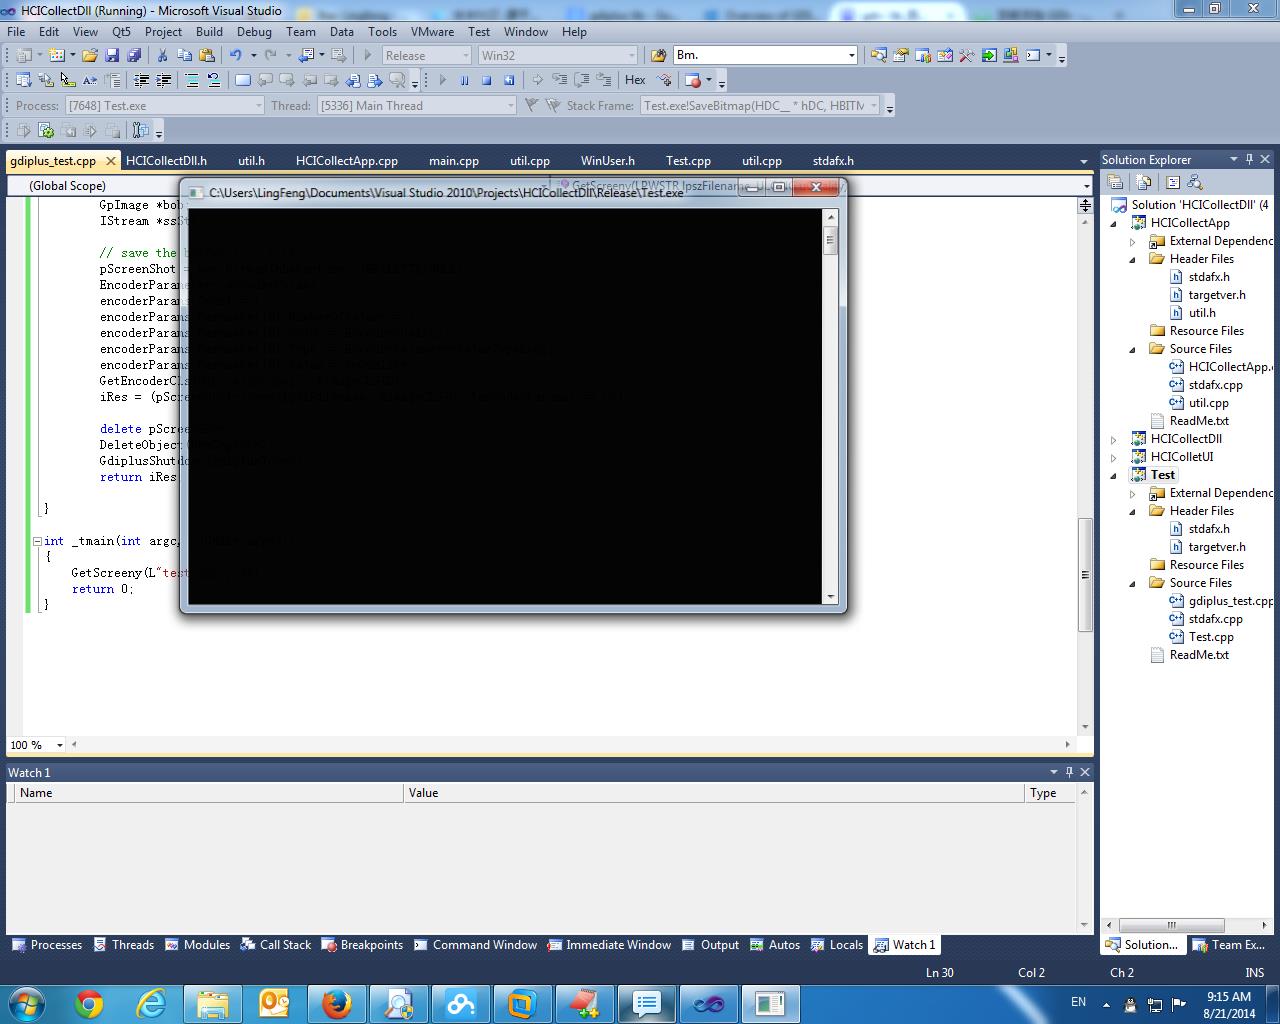 HCICollectDll (Running) - Microsoft Visual Studio
File Edit View Qt5 Project Build Debug Team Data Tools VMware Test Window Help
Release Win32 Bm.
Hex
Process: [7648] Test.exe Thread: [5336] Main Thread Stack Frame: Test.exe!SaveBitmap(HDC__ * hDC, HBITM
gdiplus_test.cpp HCICollectDll.h util.h HCICollectApp.cpp main.cpp util.cpp WinUser.h Test.cpp util.cpp stdafx.h
(Global Scope) GetScreeny(LPWSTR lpszFilename
C:\Users\LingFeng\Documents\Visual Studio 2010\Projects\HCICollectDll\Release\Test.exe
GpImage *bob
IStream *ssSt
// save the b
pScreenShot =
EncoderParame
encoderParams
encoderParams
encoderParams
encoderParams
encoderParams
GetEncoderCls
iRes = (pScre
delete pScree
DeleteObject(
GdiplusShutdo
return iRes
}
int _tmain(int argc,
{
GetScreeny(L"test
return 0;
}
100 %
Solution Explorer
Solution 'HCICollectDll' (4
HCICollectApp
External Dependenc
Header Files
stdafx.h
targetver.h
util.h
Resource Files
Source Files
HCICollectApp.c
stdafx.cpp
util.cpp
ReadMe.txt
HCICollectDll
HCIColletUI
Test
External Dependenc
Header Files
stdafx.h
targetver.h
Resource Files
Source Files
gdiplus_test.cpp
stdafx.cpp
Test.cpp
ReadMe.txt
Watch 1
Name Value Type
Processes Threads Modules Call Stack Breakpoints Command Window Immediate Window Output Autos Locals Watch 1
Solution... Team Ex...
Ln 30 Col 2 Ch 2 INS
EN
9:15 AM
8/21/2014